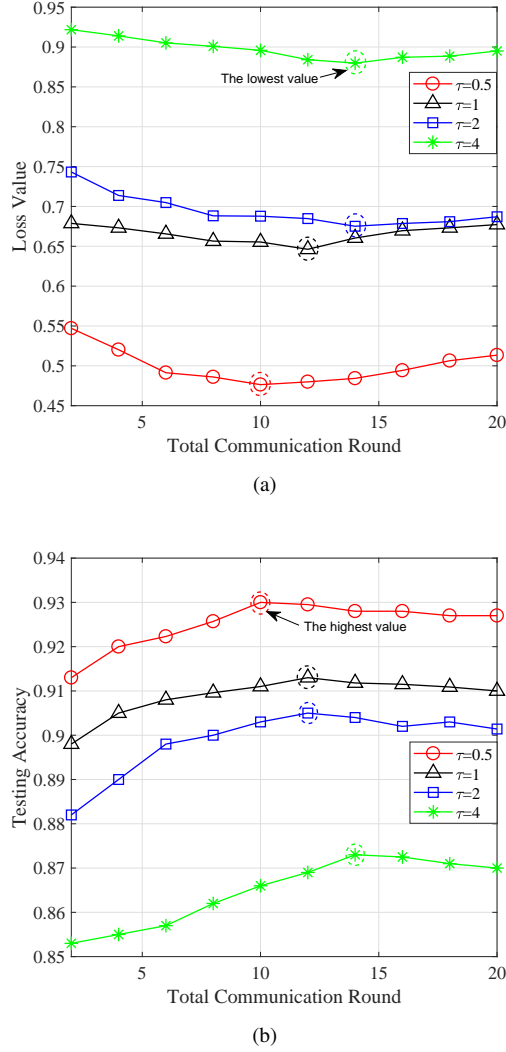 0.95
0.9
0.85
0.8
0.75
0.7
0.65
0.6
0.55
0.5
0.45
Loss Value
The lowest value
τ=0.5
τ=1
τ=2
τ=4
5 10 15 20
Total Communication Round
(a)
0.94
0.93
0.92
0.91
0.9
0.89
0.88
0.87
0.86
0.85
Testing Accuracy
The highest value
τ=0.5
τ=1
τ=2
τ=4
5 10 15 20
Total Communication Round
(b)